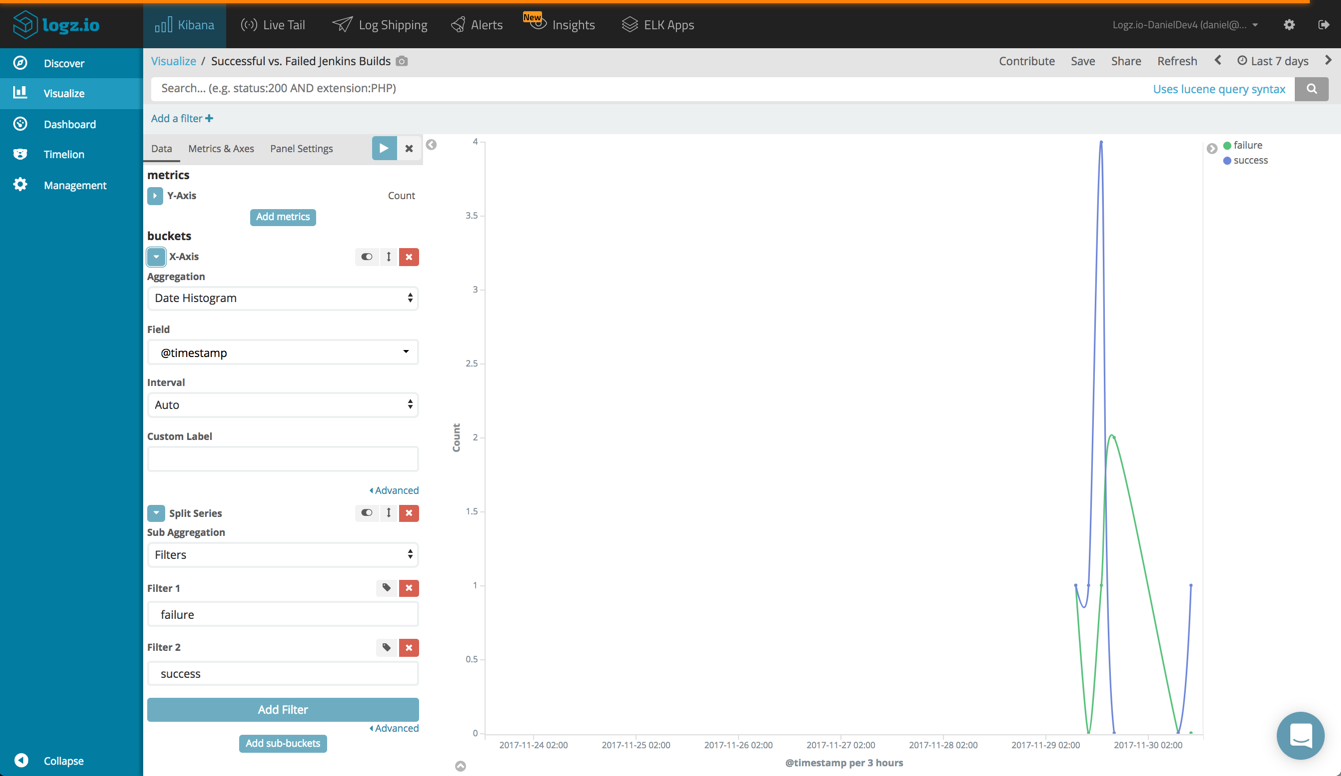 logz.io
Kibana
Live Tail
Log Shipping
Alerts
New
Insights
ELK Apps
Logz.io-DanielDev4 (daniel@...
Discover
Visualize
Dashboard
Timelion
Management
Collapse
Visualize / Successful vs. Failed Jenkins Builds
Contribute Save Share Refresh Last 7 days
Search... (e.g. status:200 AND extension:PHP)
Uses lucene query syntax
Add a filter +
Data Metrics & Axes Panel Settings
metrics
Y-Axis Count
Add metrics
buckets
X-Axis
Aggregation
Date Histogram
Field
@timestamp
Interval
Auto
Custom Label
Advanced
Split Series
Sub Aggregation
Filters
Filter 1
failure
Filter 2
success
Add Filter
Advanced
Add sub-buckets
4
3.5
3
2.5
2
1.5
1
0.5
0
Count
2017-11-24 02:00 2017-11-25 02:00 2017-11-26 02:00 2017-11-27 02:00 2017-11-28 02:00 2017-11-29 02:00 2017-11-30 02:00
@timestamp per 3 hours
failure
success